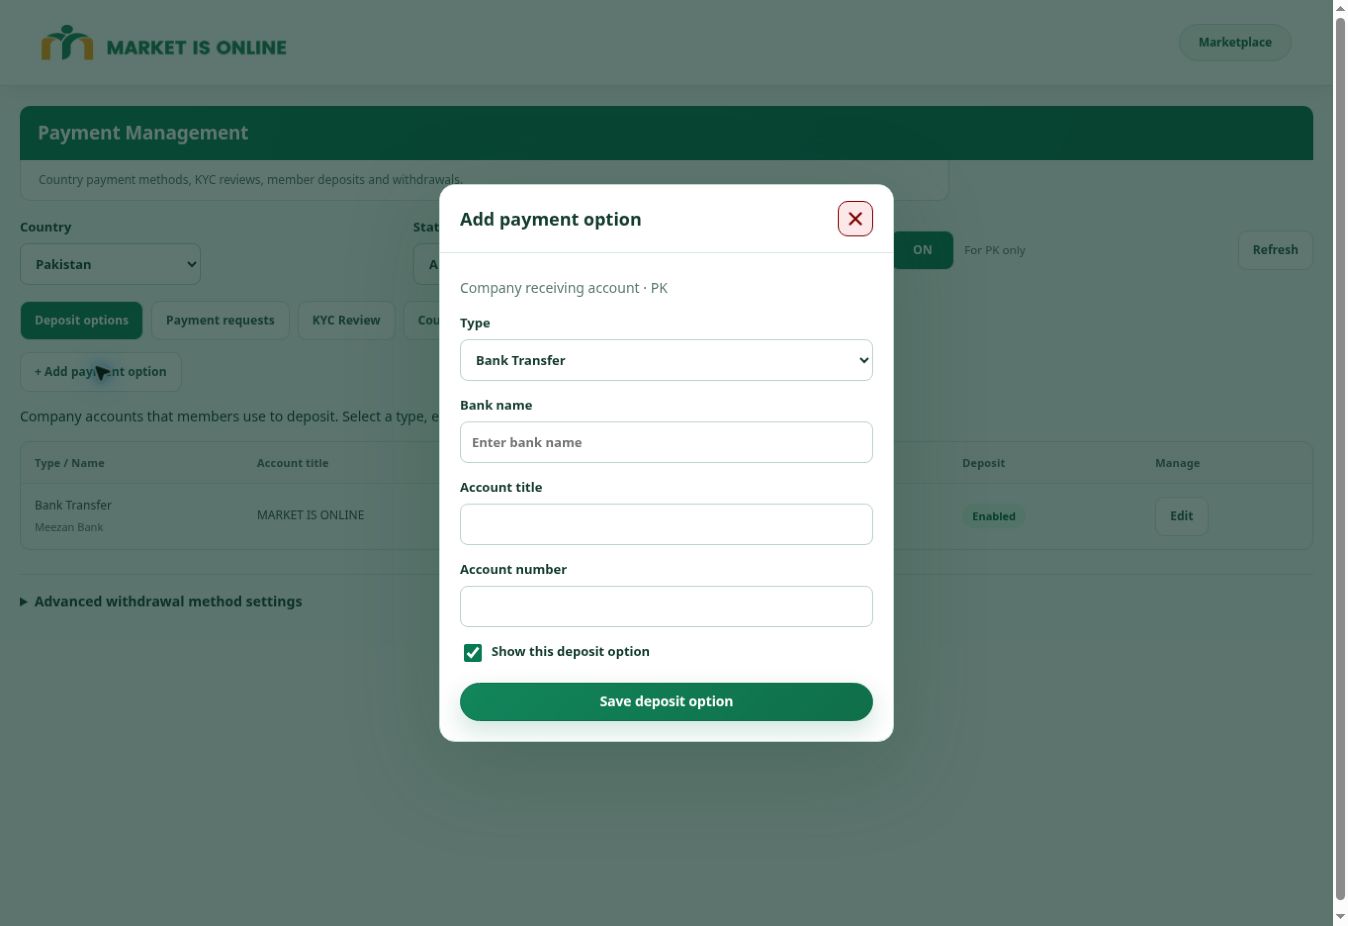 MARKET IS ONLINE
Marketplace
Payment Management
Country payment methods, KYC reviews, member deposits and withdrawals.
Country
Pakistan
ON
For PK only
Refresh
Deposit options
Payment requests
KYC Review
+ Add payment option
Company accounts that members use to deposit. Select a type,
Type / Name
Account title
Deposit
Manage
Bank Transfer
Meezan Bank
MARKET IS ONLINE
Enabled
Edit
Advanced withdrawal method settings
Add payment option
Company receiving account · PK
Type
Bank Transfer
Bank name
Enter bank name
Account title
Account number
Show this deposit option
Save deposit option